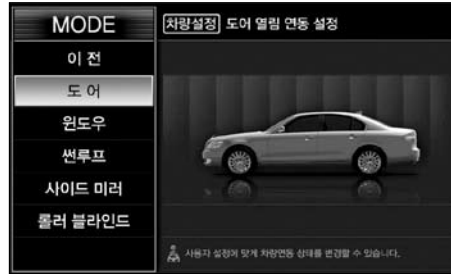 MODE
차량설정 도어 열림 연동 설정
이 전
도 어
윈도우
썬루프
사이드 미러
롤러 블라인드
사용자 설정에 맞게 차량연동 상태를 변경할 수 있습니다.